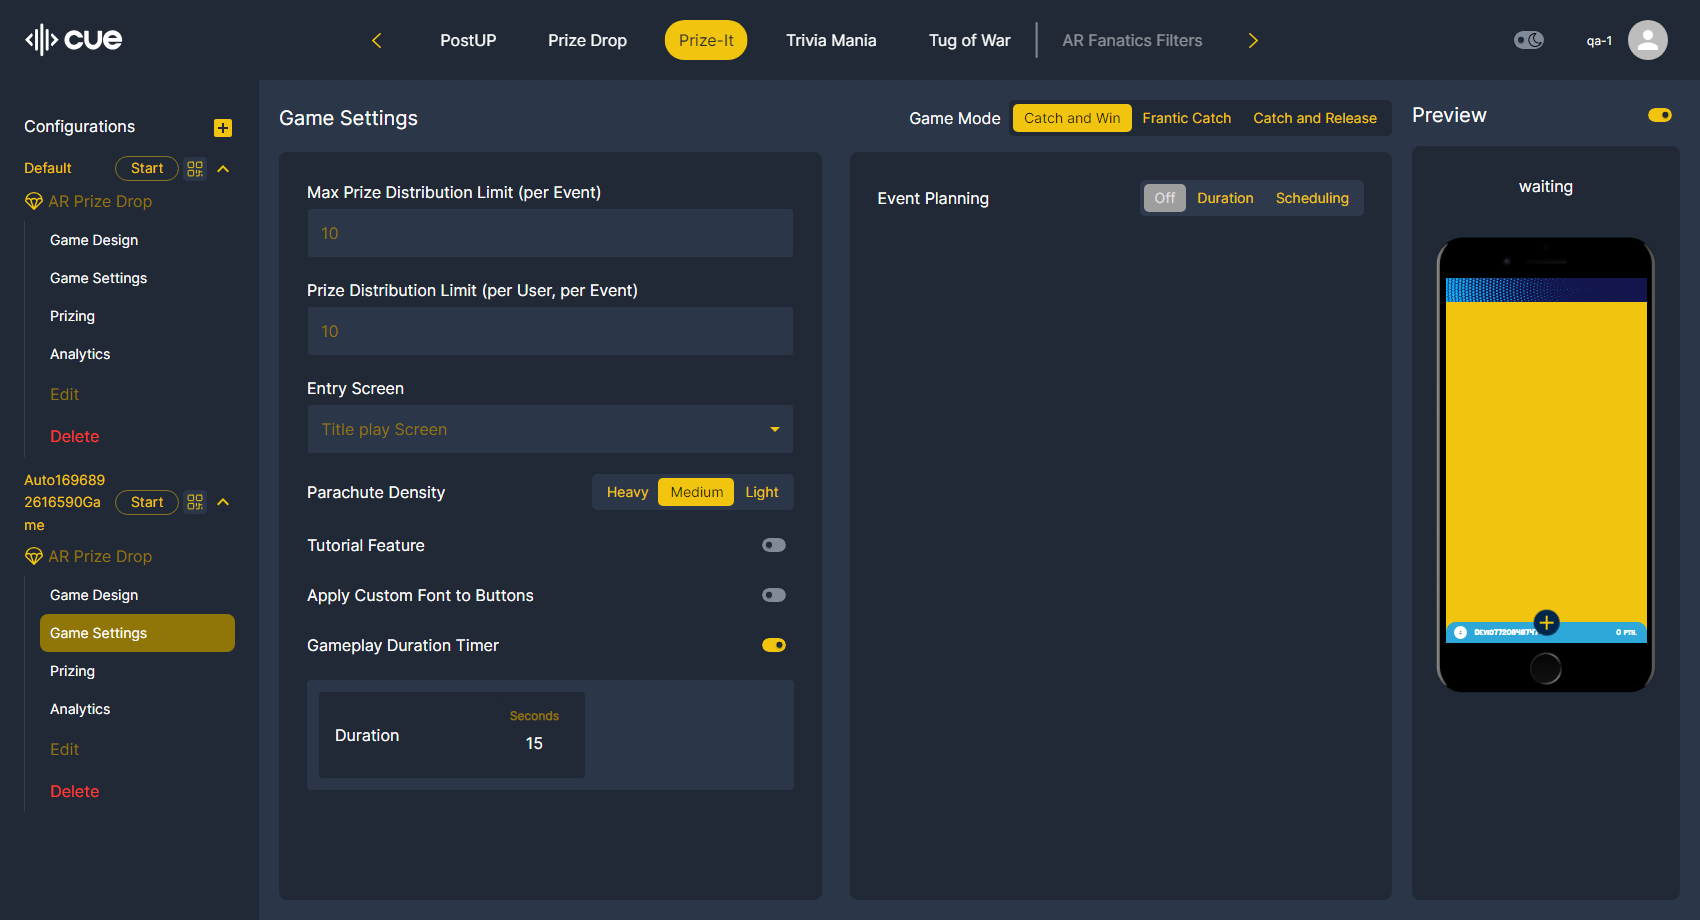 cue
PostUP
Prize Drop
Prize-It
Trivia Mania
Tug of War
AR Fanatics Filters
qa-1
Configurations
Default
Start
AR Prize Drop
Game Design
Game Settings
Prizing
Analytics
Edit
Delete
Auto169689
2616590Ga
me
Start
AR Prize Drop
Game Design
Game Settings
Prizing
Analytics
Edit
Delete
Game Settings
Game Mode
Catch and Win
Frantic Catch
Catch and Release
Max Prize Distribution Limit (per Event)
10
Prize Distribution Limit (per User, per Event)
10
Entry Screen
Title play Screen
Parachute Density
Heavy
Medium
Light
Tutorial Feature
Apply Custom Font to Buttons
Gameplay Duration Timer
Duration
Seconds
15
Event Planning
Off
Duration
Scheduling
Preview
waiting
0 PTS.